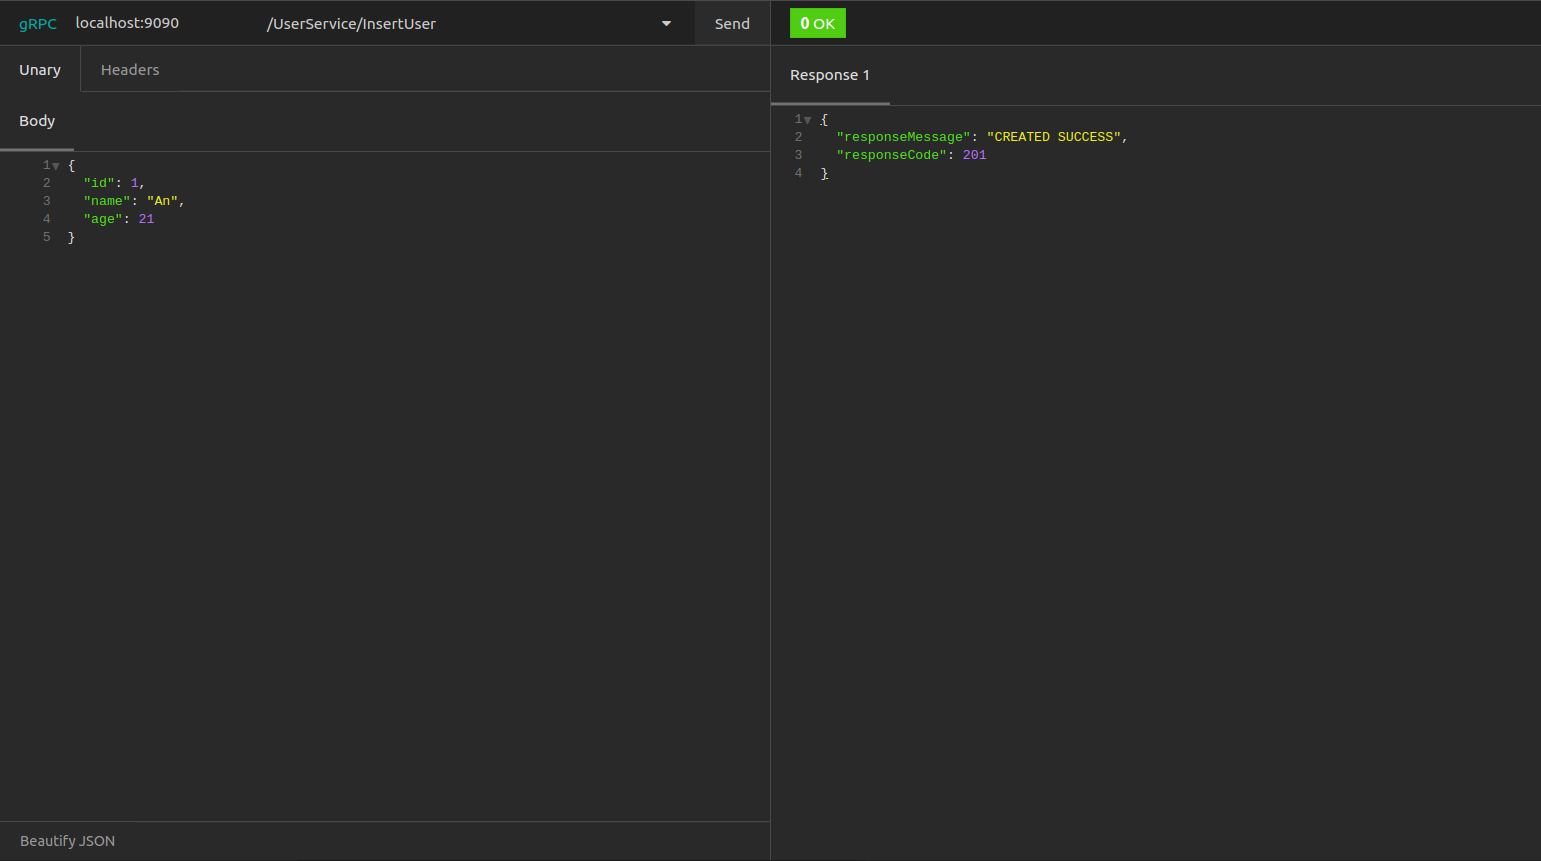 gRPC localhost:9090 /UserService/InsertUser Send
0 OK
Unary Headers
Response 1
Body
1 {
2 "id": 1,
3 "name": "An",
4 "age": 21
5 }
1 {
2 "responseMessage": "CREATED SUCCESS",
3 "responseCode": 201
4 }
Beautify JSON